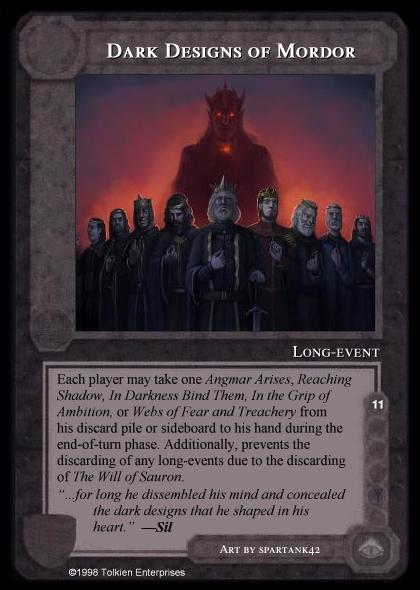 Dark Designs of Mordor
Long-event
Each player may take one Angmar Arises, Reaching
Shadow, In Darkness Bind Them, In the Grip of
Ambition, or Webs of Fear and Treachery from
his discard pile or sideboard to his hand during the
end-of-turn phase. Additionally, prevents the
discarding of any long-events due to the discarding
of The Will of Sauron.
“...for long he dissembled his mind and concealed
the dark designs that he shaped in his
heart.” —Sil
11
Art by spartank42
©1998 Tolkien Enterprises